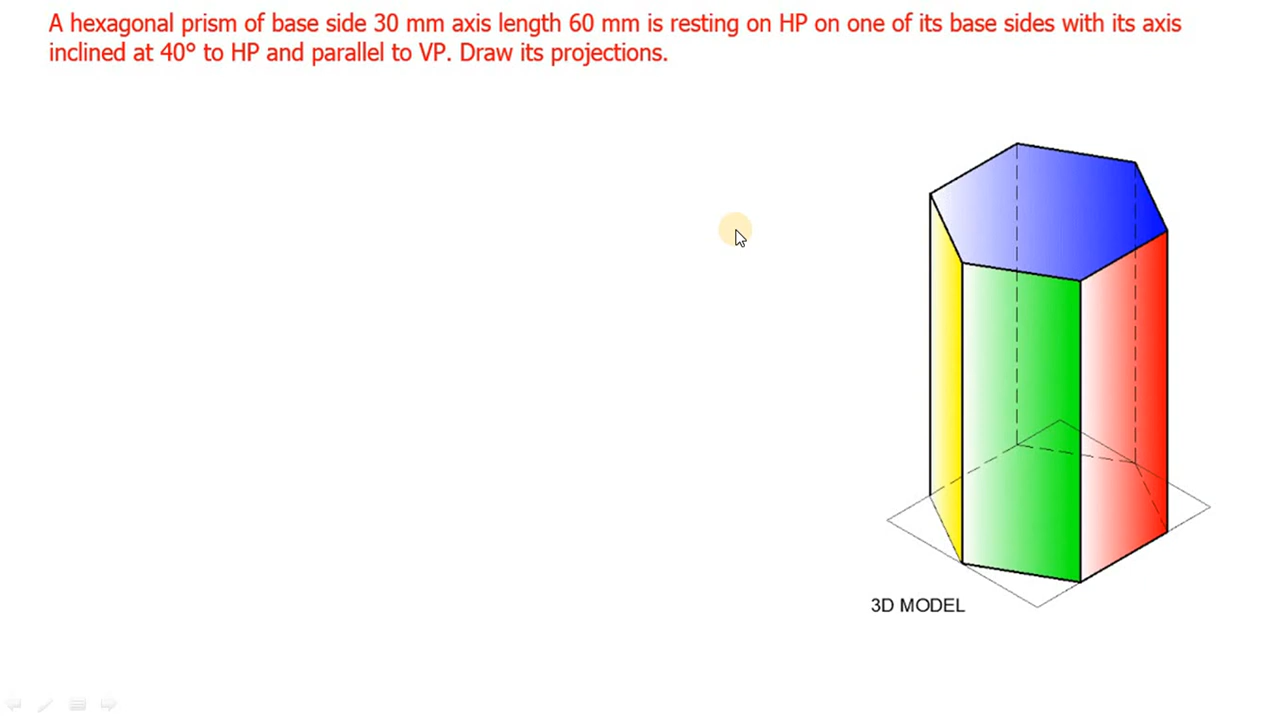 A hexagonal prism of base side 30 mm axis length 60 mm is resting on HP on one of its base sides with its axis
inclined at 40º to HP and parallel to VP. Draw its projections.
3D MODEL